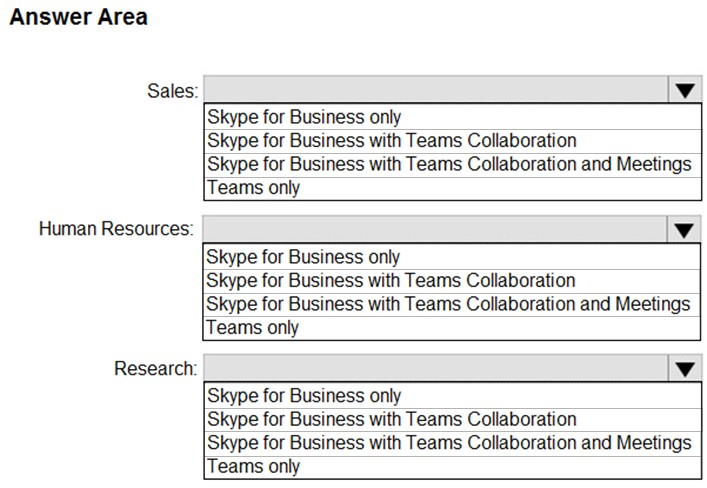 Answer Area
Sales:
Skype for Business only
Skype for Business with Teams Collaboration
Skype for Business with Teams Collaboration and Meetings
Teams only
Human Resources:
Skype for Business only
Skype for Business with Teams Collaboration
Skype for Business with Teams Collaboration and Meetings
Teams only
Research:
Skype for Business only
Skype for Business with Teams Collaboration
Skype for Business with Teams Collaboration and Meetings
Teams only